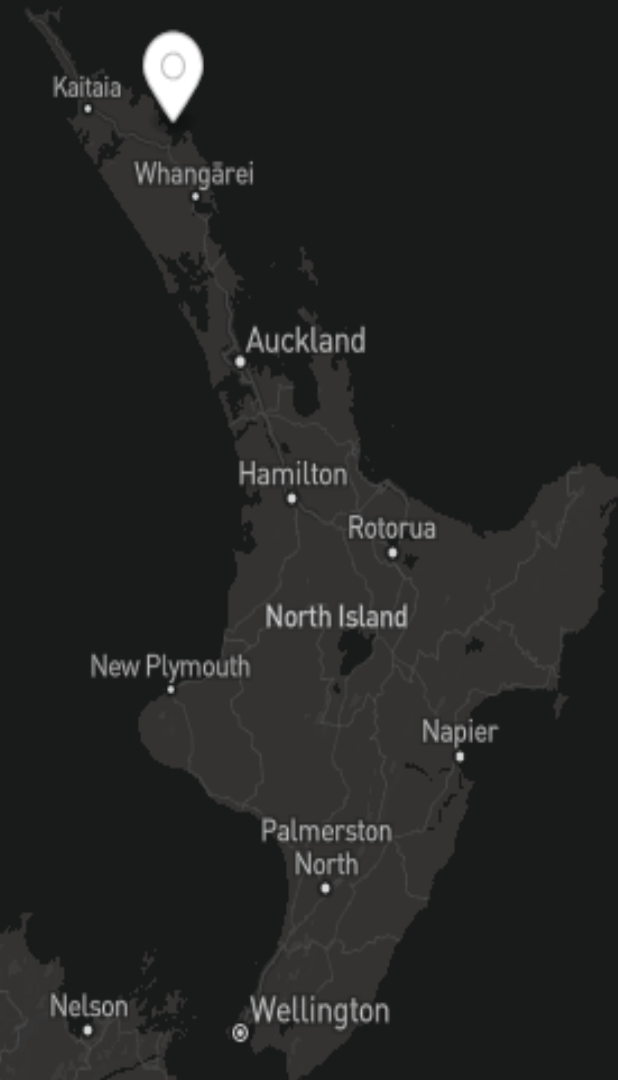 Kaitaia
Whangārei
Auckland
Hamilton
Rotorua
North Island
New Plymouth
Napier
Palmerston
North
Nelson
Wellington